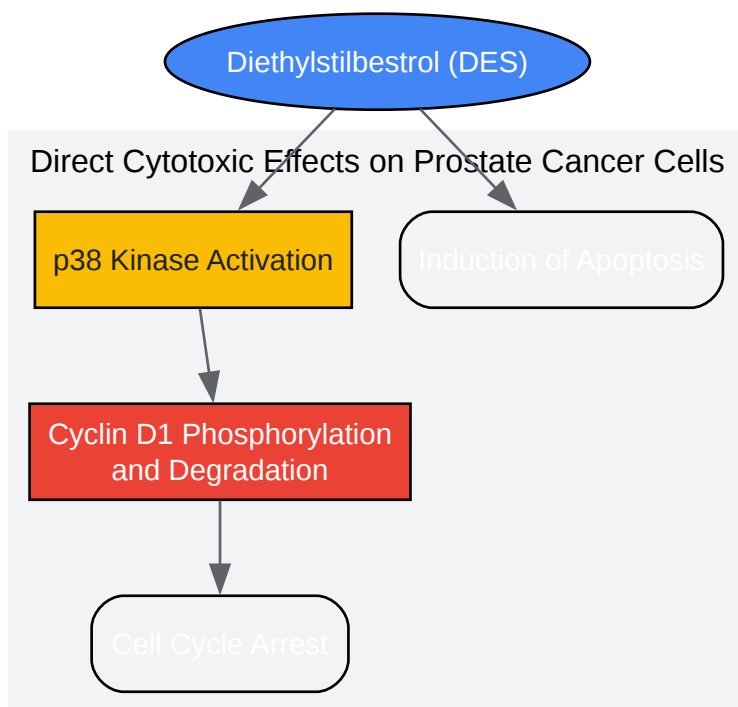 Diethylstilbestrol (DES)
Direct Cytotoxic Effects on Prostate Cancer Cells
p38 Kinase Activation
Induction of Apoptosis
Cyclin D1 Phosphorylation
and Degradation
Cell Cycle Arrest